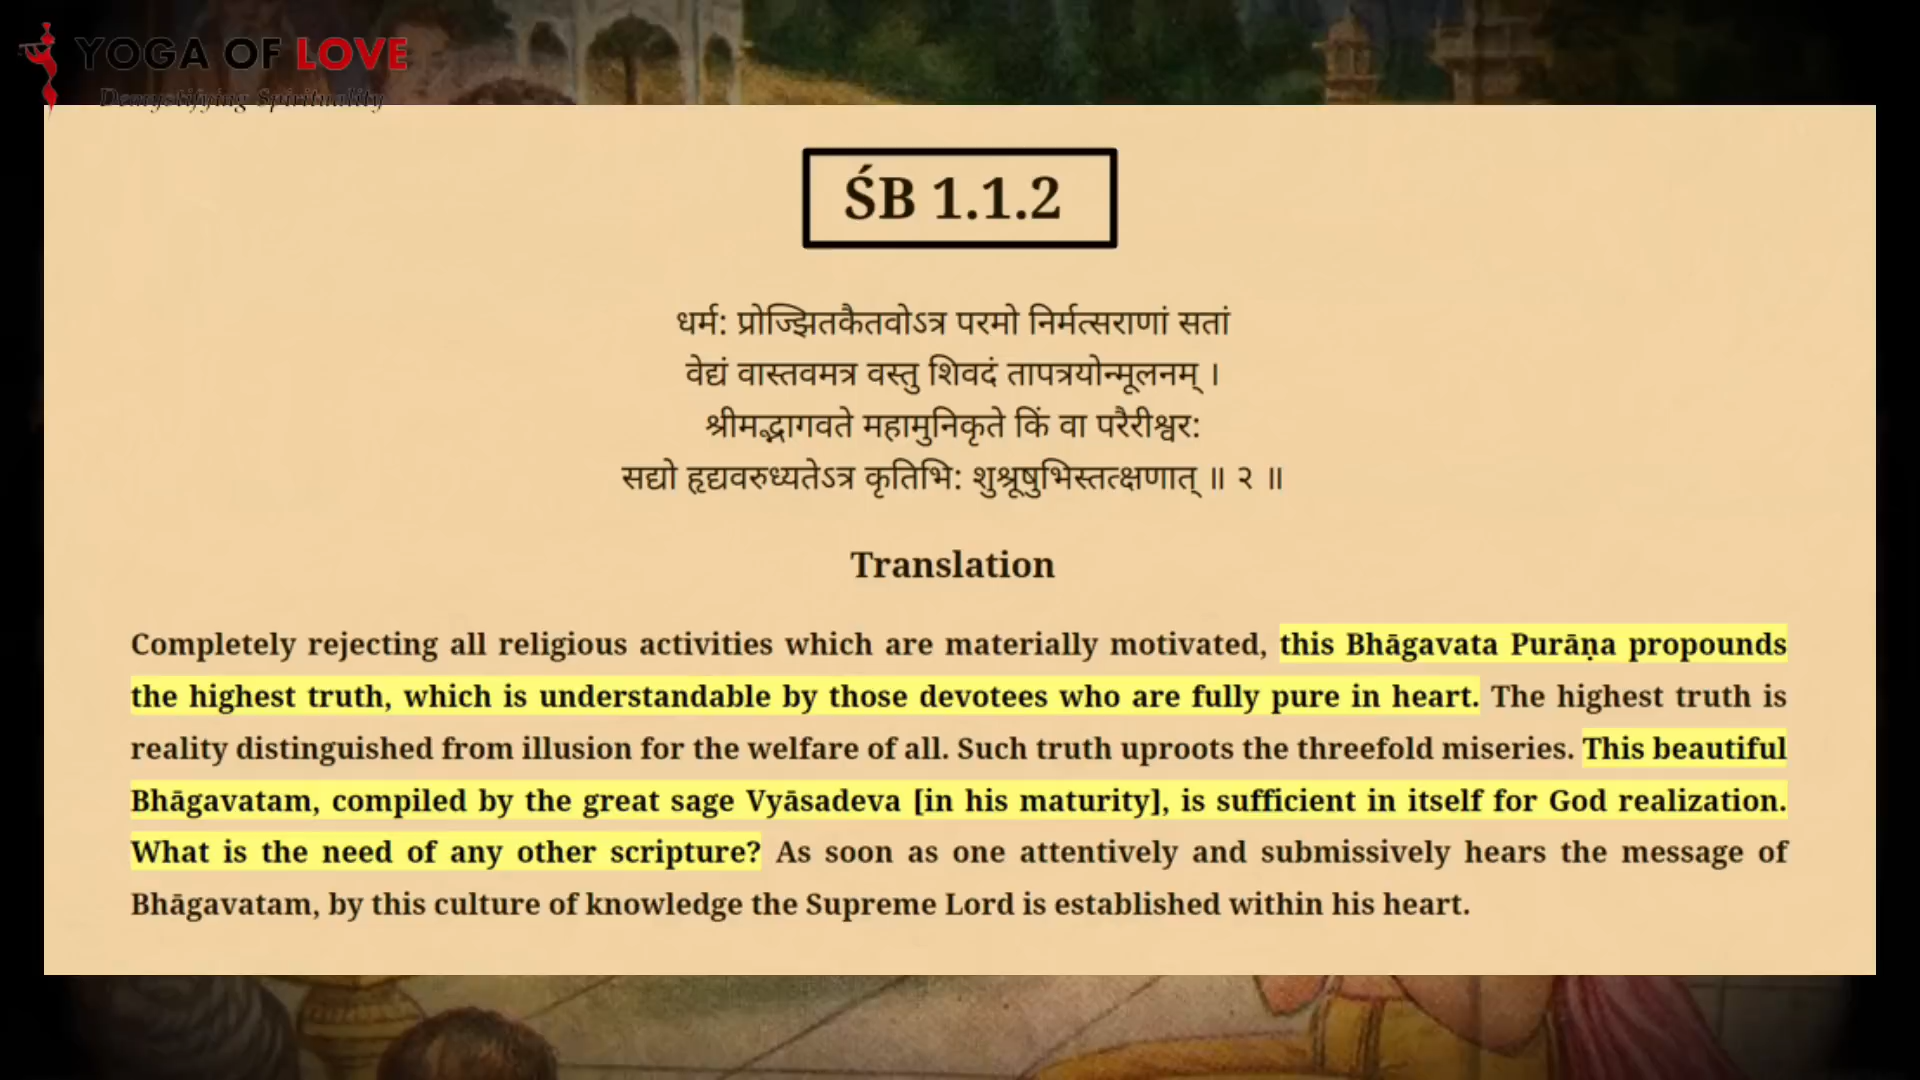 YOGA OF LOVE
Demystifying Spirituality
ŚB 1.1.2
धर्म: प्रोज्झितकैतवोऽत्र परमो निर्मत्सराणां सतां
वेद्यं वास्तवमत्र वस्तु शिवदं तापत्रयोन्मूलनम् ।
श्रीमद्भागवते महामुनिकृते किं वा परैरीश्वर:
सद्यो हृद्यवरुध्यतेऽत्र कृतिभि: शुश्रूषुभिस्तत्क्षणात् ॥ २ ॥
Translation
Completely rejecting all religious activities which are materially motivated, this Bhāgavata Purāṇa propounds
the highest truth, which is understandable by those devotees who are fully pure in heart. The highest truth is
reality distinguished from illusion for the welfare of all. Such truth uproots the threefold miseries. This beautiful
Bhāgavatam, compiled by the great sage Vyāsadeva [in his maturity], is sufficient in itself for God realization.
What is the need of any other scripture? As soon as one attentively and submissively hears the message of
Bhāgavatam, by this culture of knowledge the Supreme Lord is established within his heart.